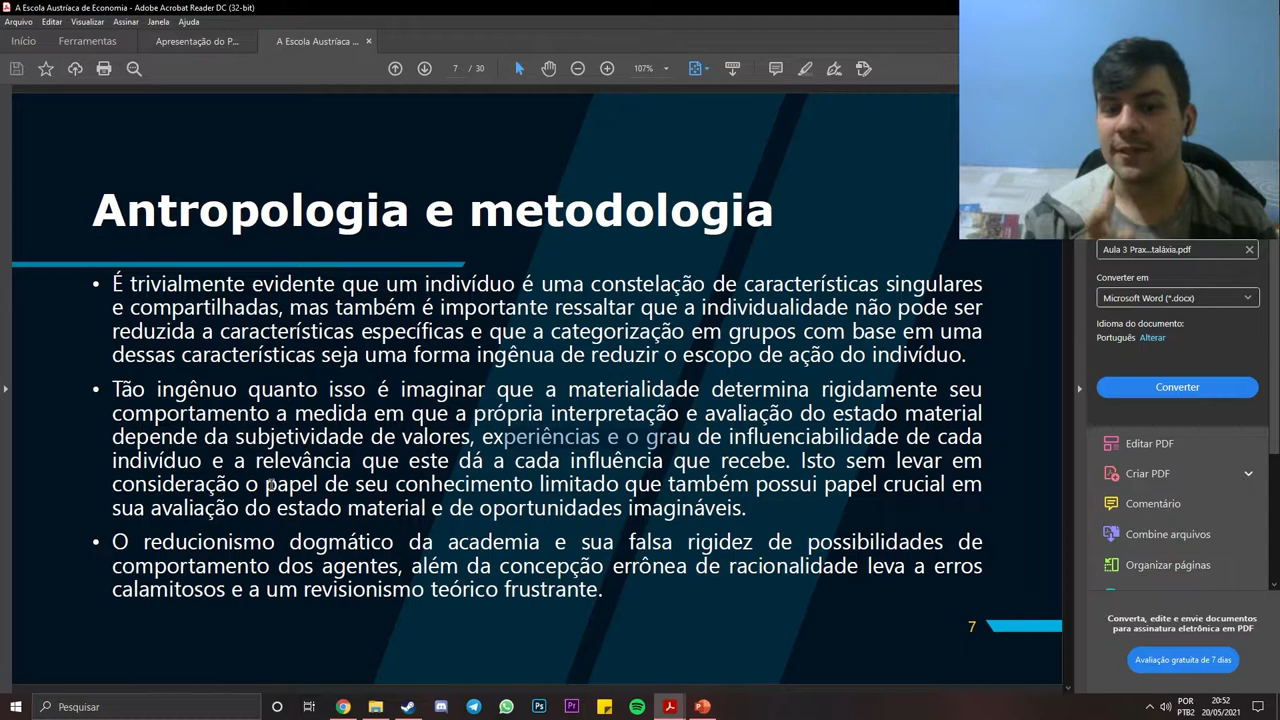 A Escola Austríaca de Economia - Adobe Acrobat Reader DC (32-bit)
Arquivo Editar Visualizar Assinar Janela Ajuda
Início Ferramentas Apresentação do P... A Escola Austríaca ...
7 / 30 107%
Antropologia e metodologia
• É trivialmente evidente que um indivíduo é uma constelação de características singulares
e compartilhadas, mas também é importante ressaltar que a individualidade não pode ser
reduzida a características específicas e que a categorização em grupos com base em uma
dessas características seja uma forma ingênua de reduzir o escopo de ação do indivíduo.
• Tão ingênuo quanto isso é imaginar que a materialidade determina rigidamente seu
comportamento a medida em que a própria interpretação e avaliação do estado material
depende da subjetividade de valores, experiências e o grau de influenciabilidade de cada
indivíduo e a relevância que este dá a cada influência que recebe. Isto sem levar em
consideração o papel de seu conhecimento limitado que também possui papel crucial em
sua avaliação do estado material e de oportunidades imagináveis.
• O reducionismo dogmático da academia e sua falsa rigidez de possibilidades de
comportamento dos agentes, além da concepção errônea de racionalidade leva a erros
calamitosos e a um revisionismo teórico frustrante.
7
Aula 3 Prax...taláxia.pdf
Converter em
Microsoft Word (*.docx)
Idioma do documento:
Português Alterar
Converter
Editar PDF
Criar PDF
Comentário
Combine arquivos
Organizar páginas
Converta, edite e envie documentos
para assinatura eletrônica em PDF
Avaliação gratuita de 7 dias
Pesquisar
POR 20:52
PTB2 20/05/2021